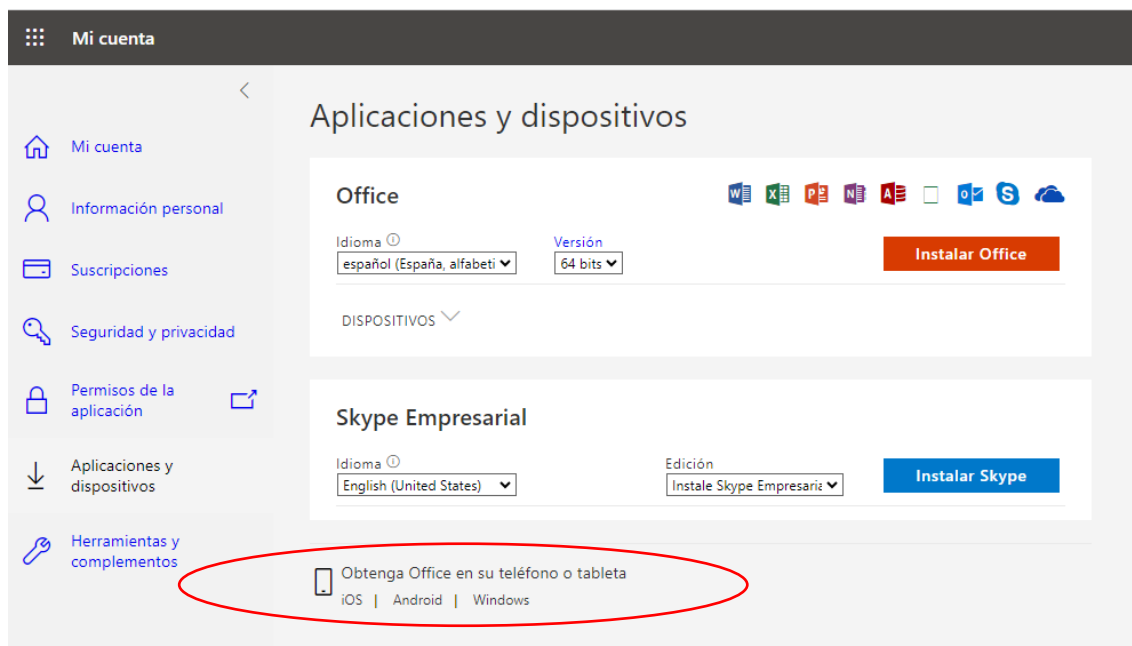 Mi cuenta
Mi cuenta
Información personal
Suscripciones
Seguridad y privacidad
Permisos de la
aplicación
Aplicaciones y
dispositivos
Herramientas y
complementos
Aplicaciones y dispositivos
Office
Idioma
Versión
español (España, alfabeti
64 bits
Instalar Office
DISPOSITIVOS
Skype Empresarial
Idioma
Edición
English (United States)
Instale Skype Empresaria
Instalar Skype
Obtenga Office en su teléfono o tableta
iOS | Android | Windows